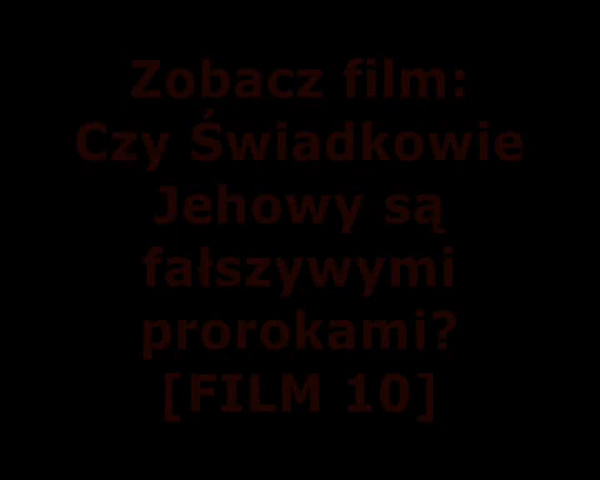 Zobacz film:
Czy Świadkowie
Jehowy są
fałszywymi
prorokami?
[FILM 10]